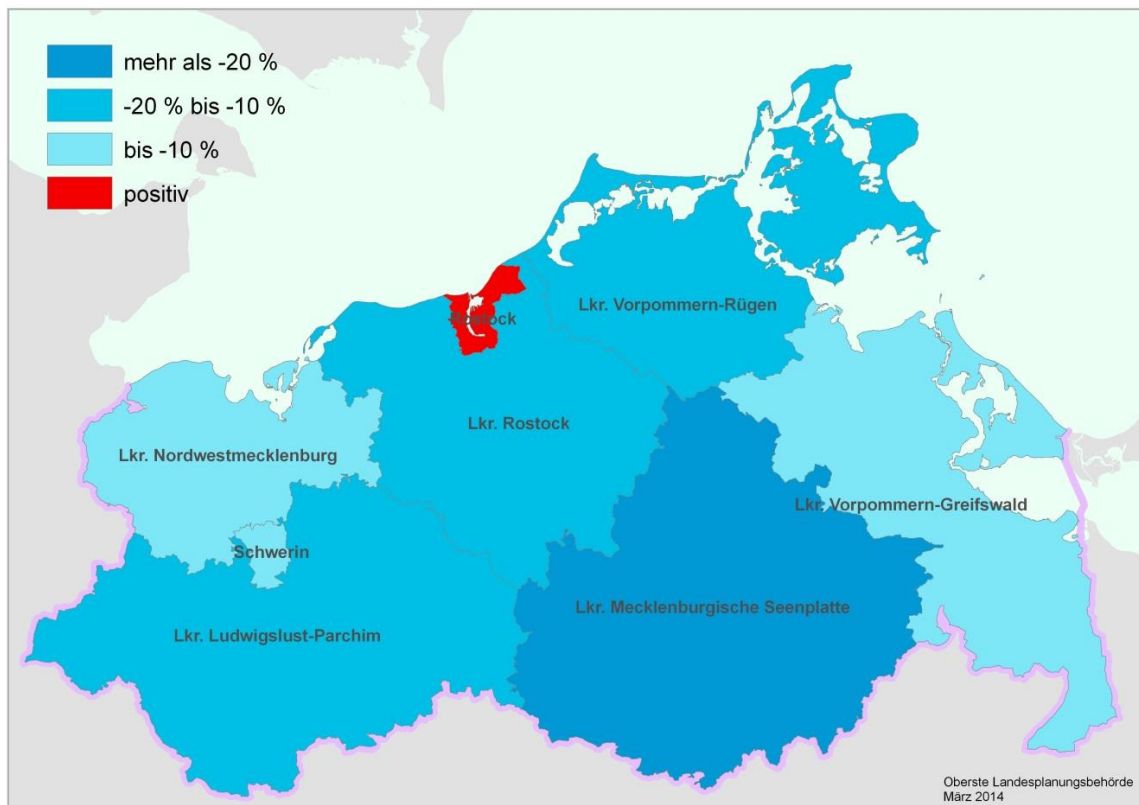 mehr als -20 %
-20 % bis -10 %
bis -10 %
positiv
Lkr. Vorpommern-Rügen
Rostock
Lkr. Rostock
Lkr. Nordwestmecklenburg
Lkr. Vorpommern-Greifswald
Schwerin
Lkr. Mecklenburgische Seenplatte
Lkr. Ludwigslust-Parchim
Oberste Landesplanungsbehörde
März 2014